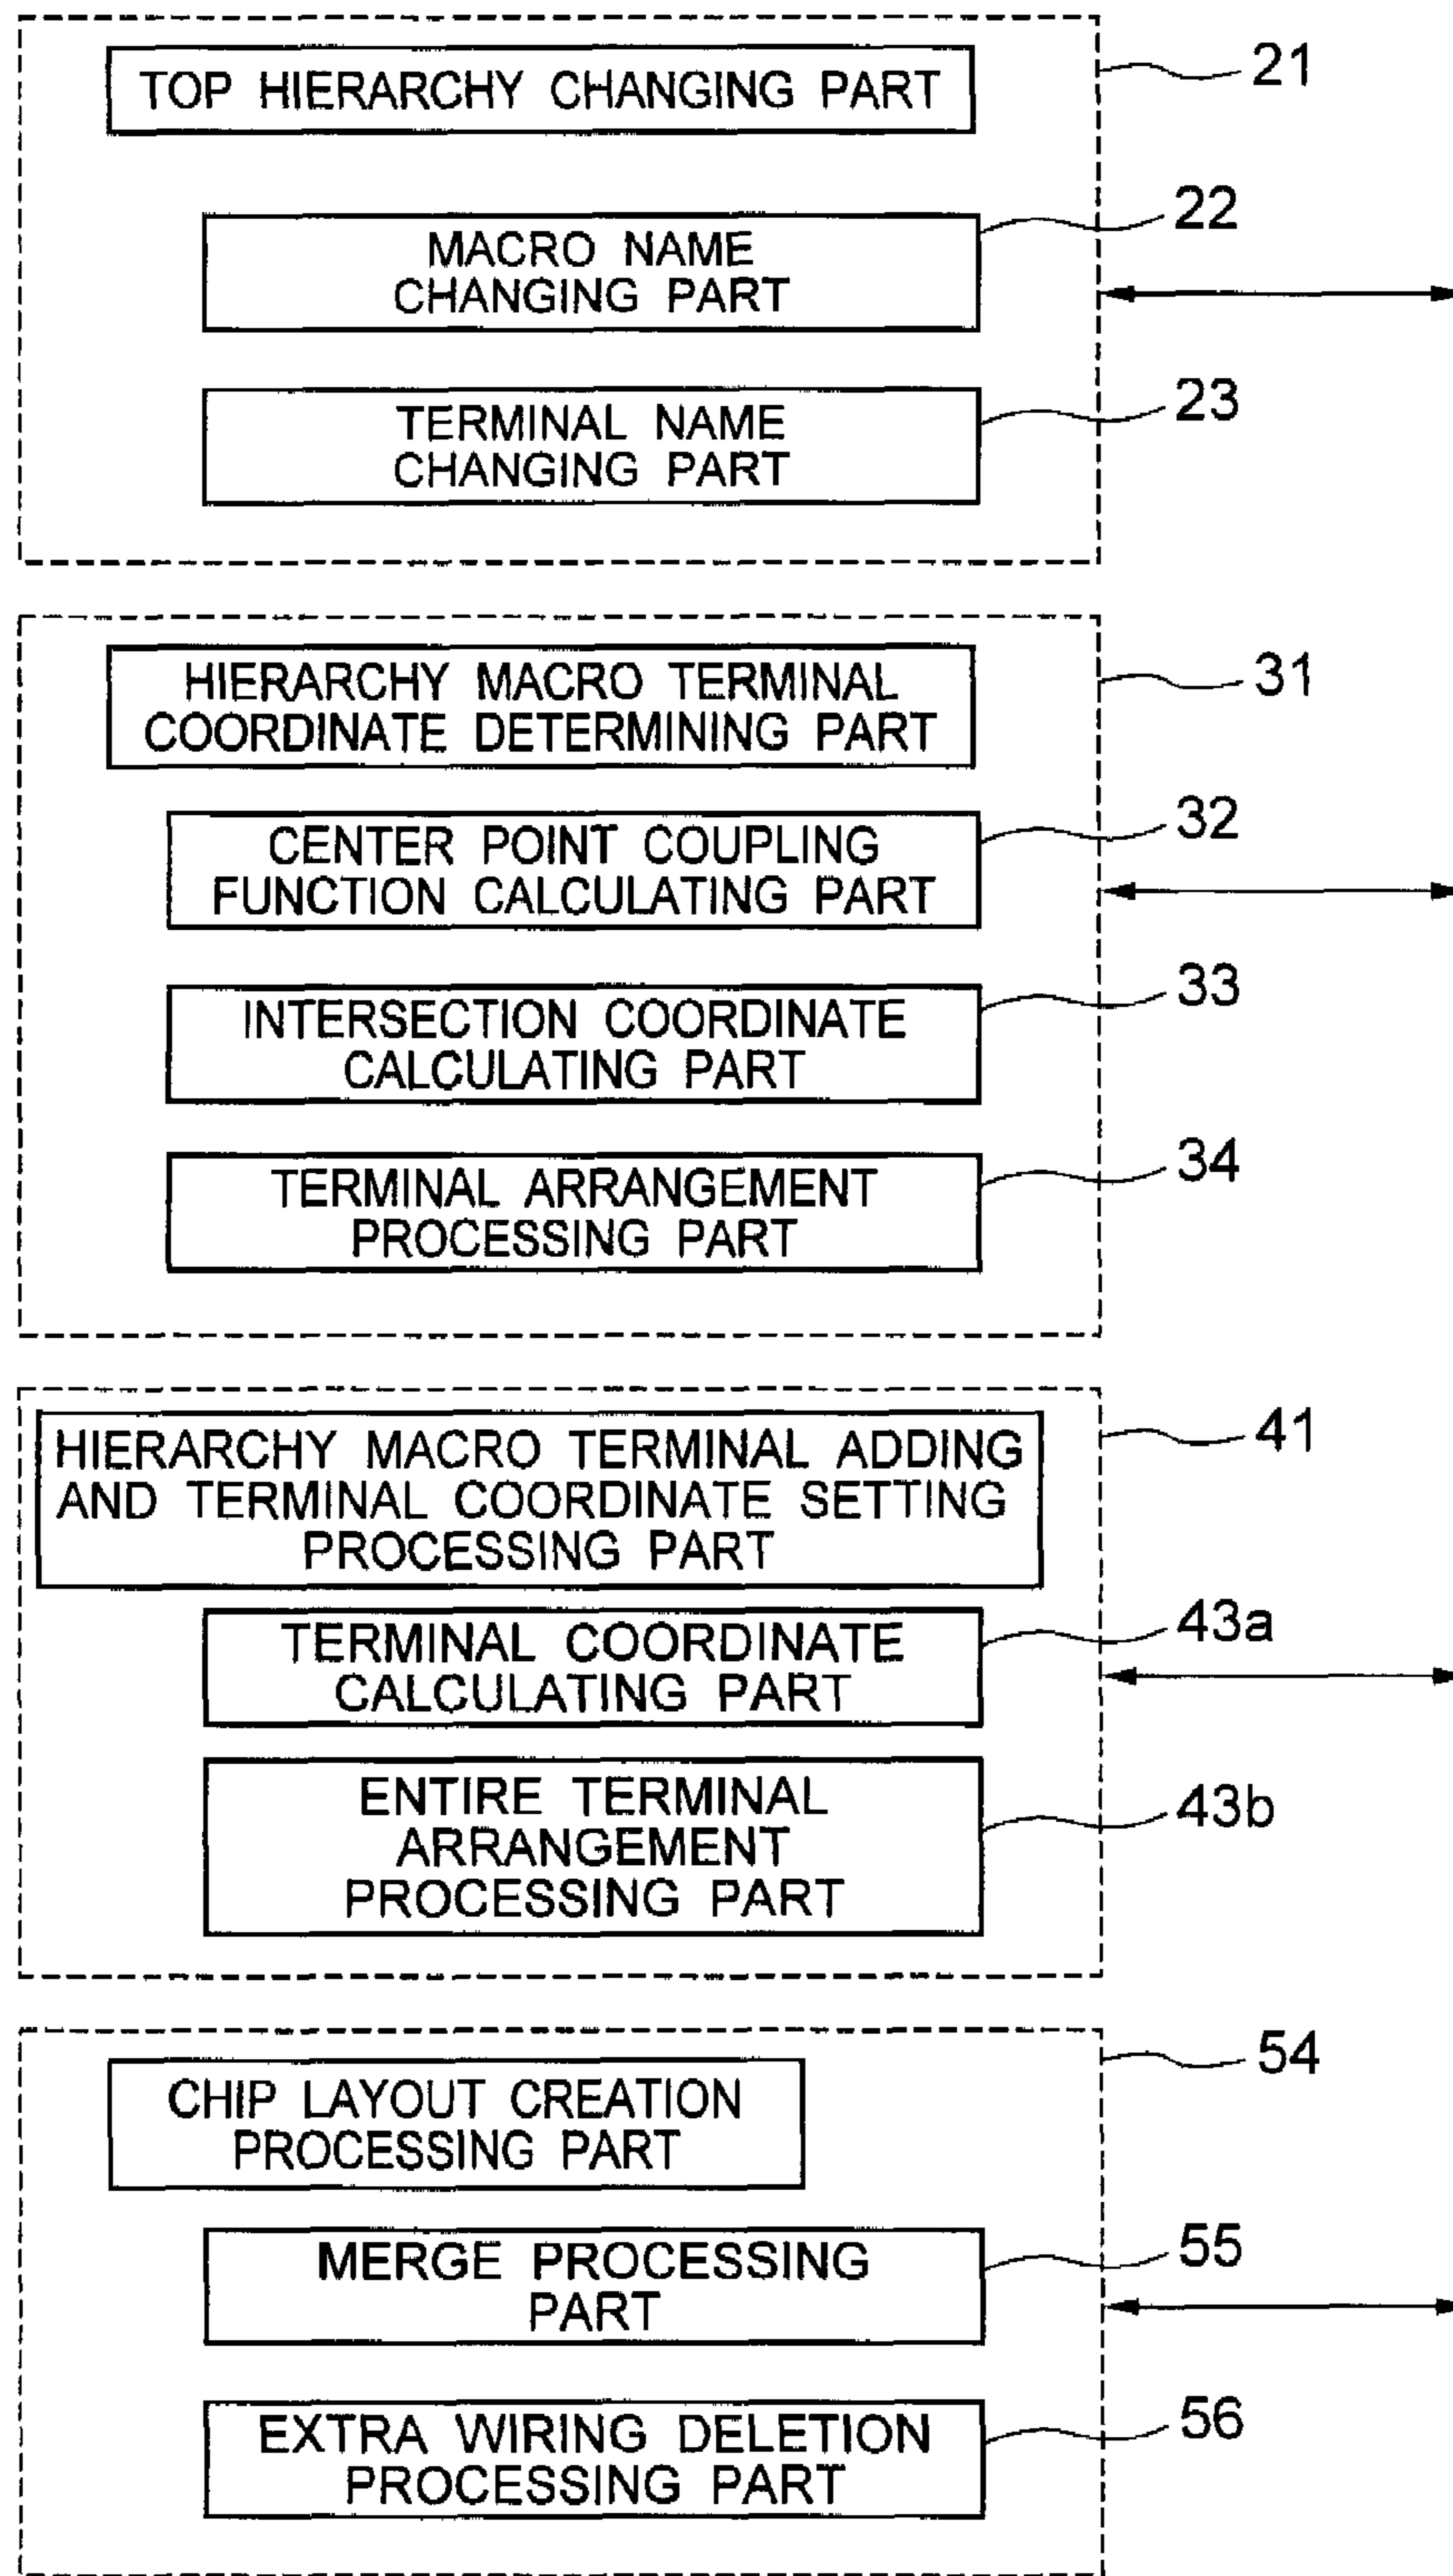 TOP HIERARCHY CHANGING PART
21
22
MACRO NAME
CHANGING PART
23
TERMINAL NAME
CHANGING PART
31
HIERARCHY MACRO TERMINAL
COORDINATE DETERMINING PART
32
CENTER POINT COUPLING
FUNCTION CALCULATING PART
33
INTERSECTION COORDINATE
CALCULATING PART
34
TERMINAL ARRANGEMENT
PROCESSING PART
41
HIERARCHY MACRO TERMINAL ADDING
AND TERMINAL COORDINATE SETTING
PROCESSING PART
43a
TERMINAL COORDINATE
CALCULATING PART
43b
ENTIRE TERMINAL
ARRANGEMENT
PROCESSING PART
54
CHIP LAYOUT CREATION
PROCESSING PART
55
MERGE PROCESSING
PART
56
EXTRA WIRING DELETION
PROCESSING PART